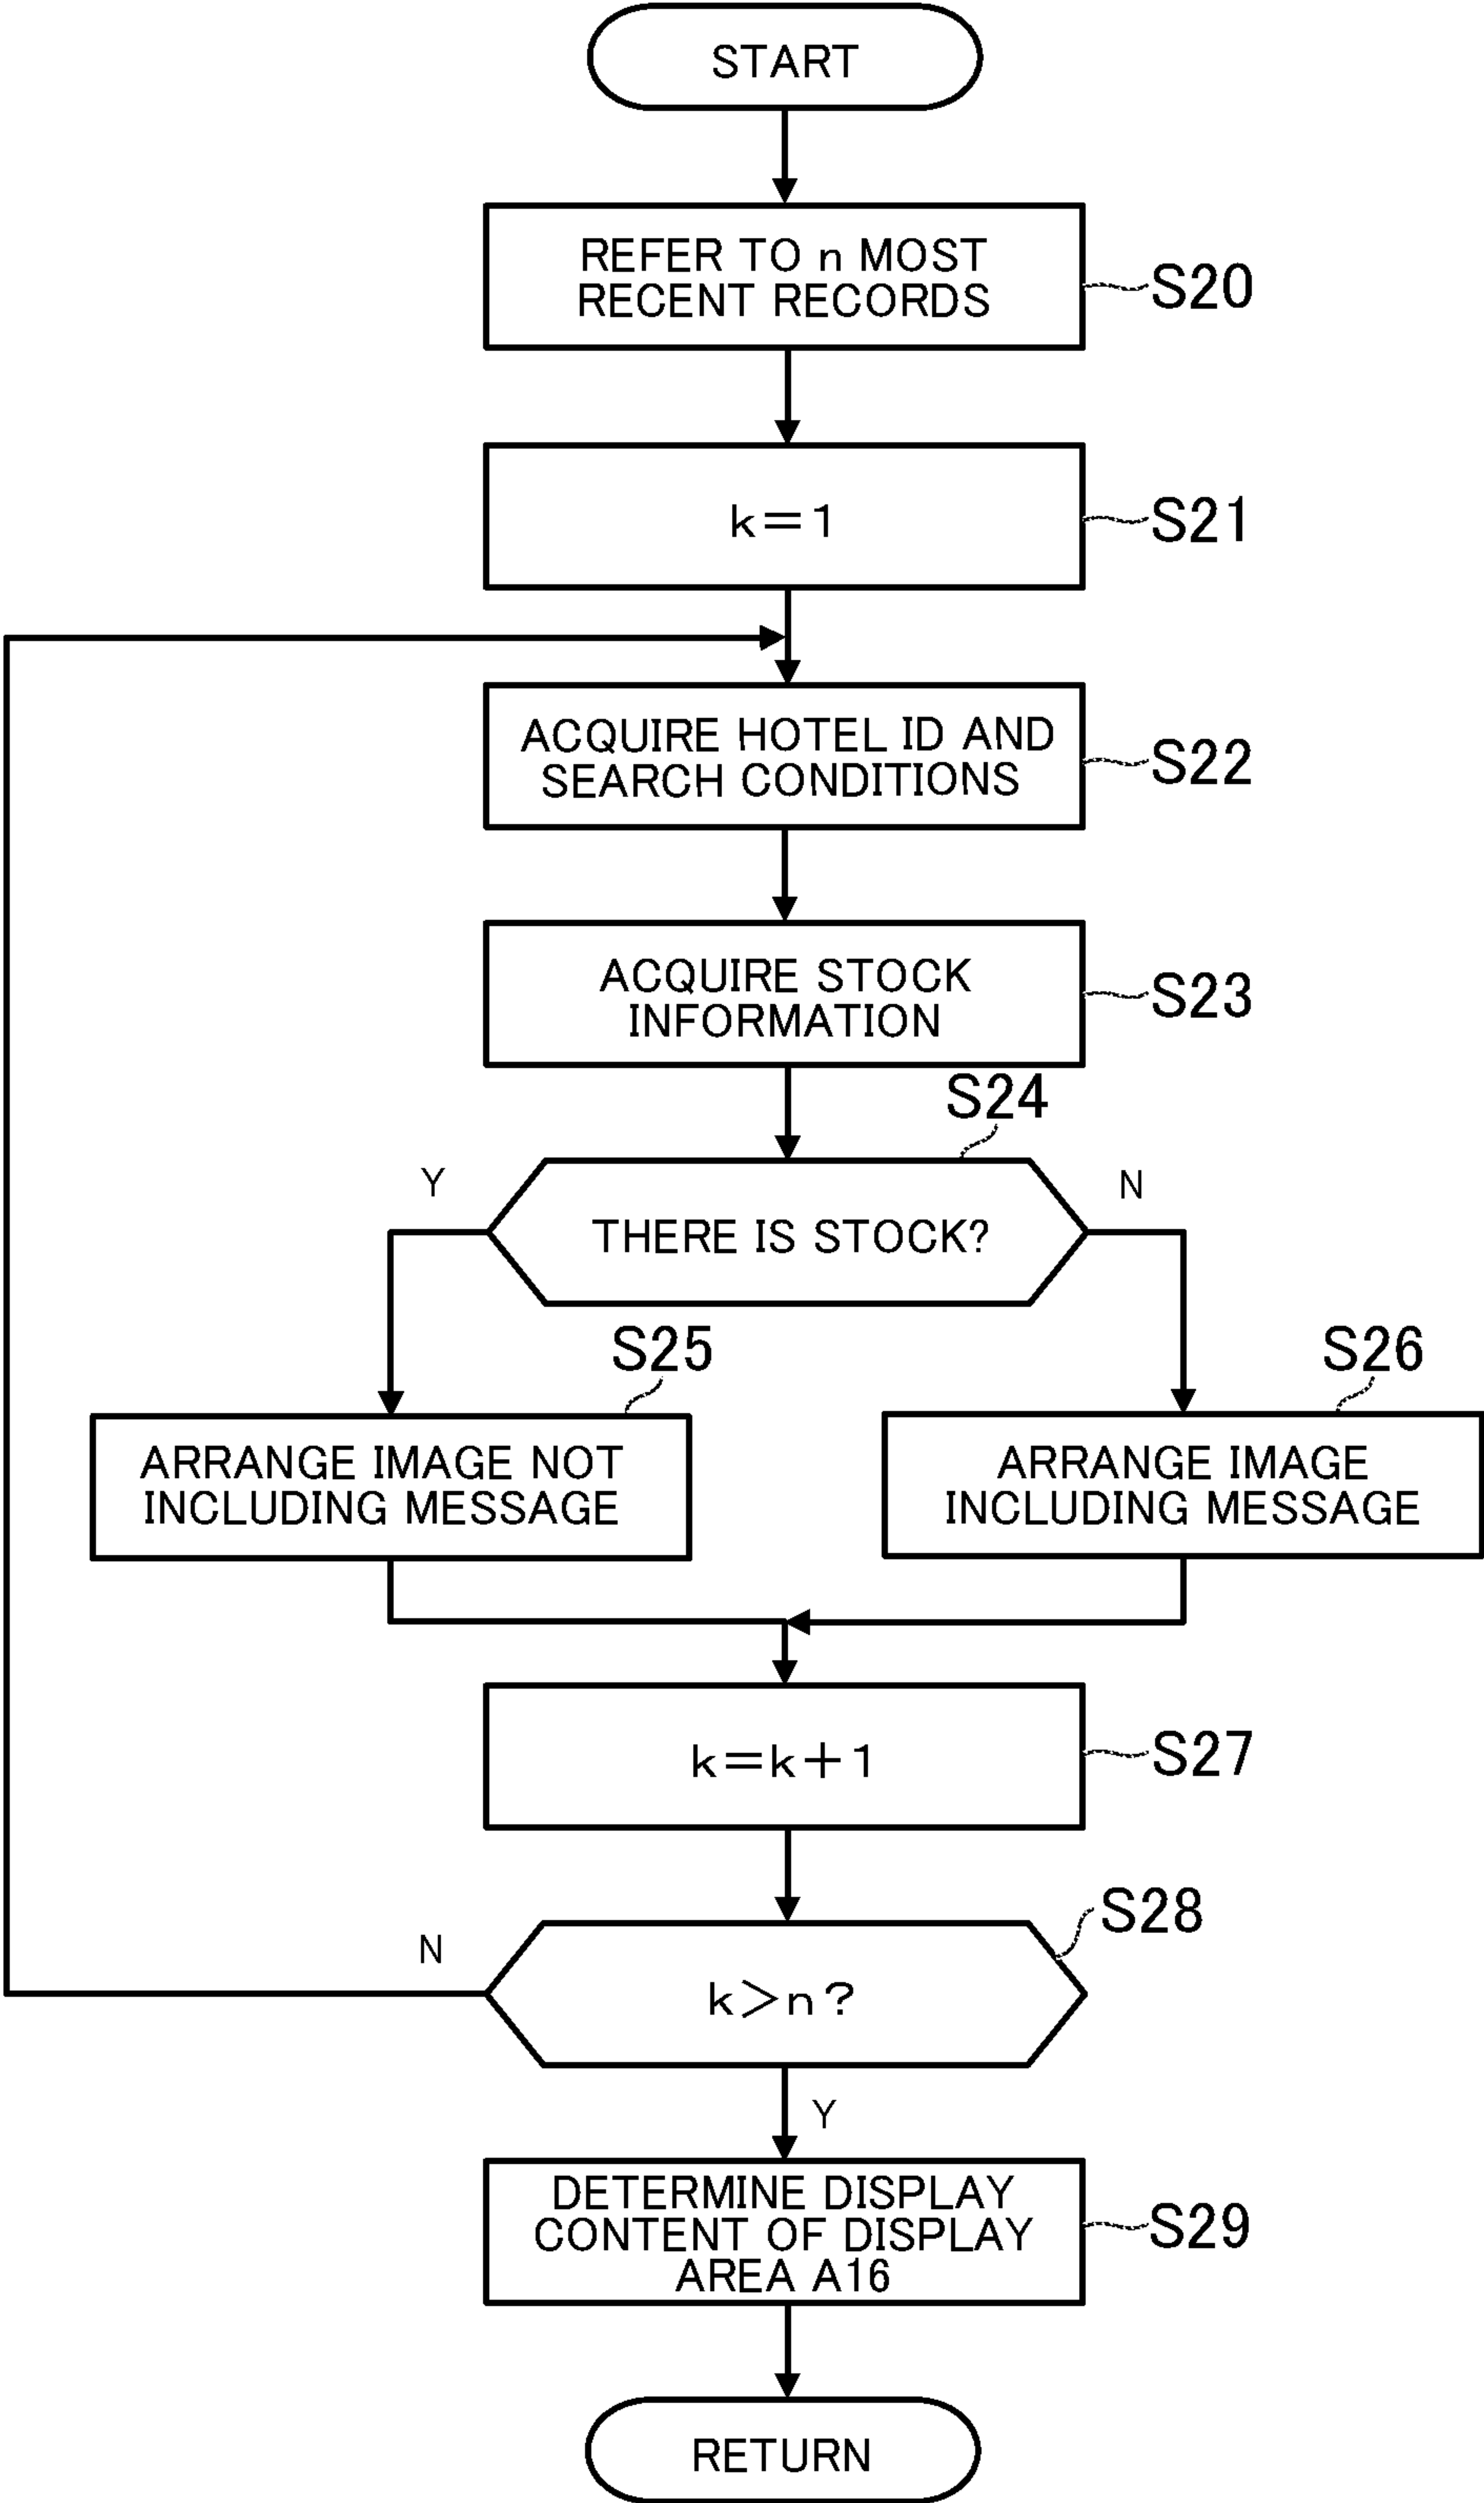 START
REFER TO n MOST
RECENT RECORDS
S20
k=1
S21
ACQUIRE HOTEL ID AND
SEARCH CONDITIONS
S22
ACQUIRE STOCK
INFORMATION
S23
S24
Y
N
THERE IS STOCK?
S25
S26
ARRANGE IMAGE NOT
INCLUDING MESSAGE
ARRANGE IMAGE
INCLUDING MESSAGE
k=k+1
S27
S28
N
k>n?
Y
DETERMINE DISPLAY
CONTENT OF DISPLAY
AREA A16
S29
RETURN